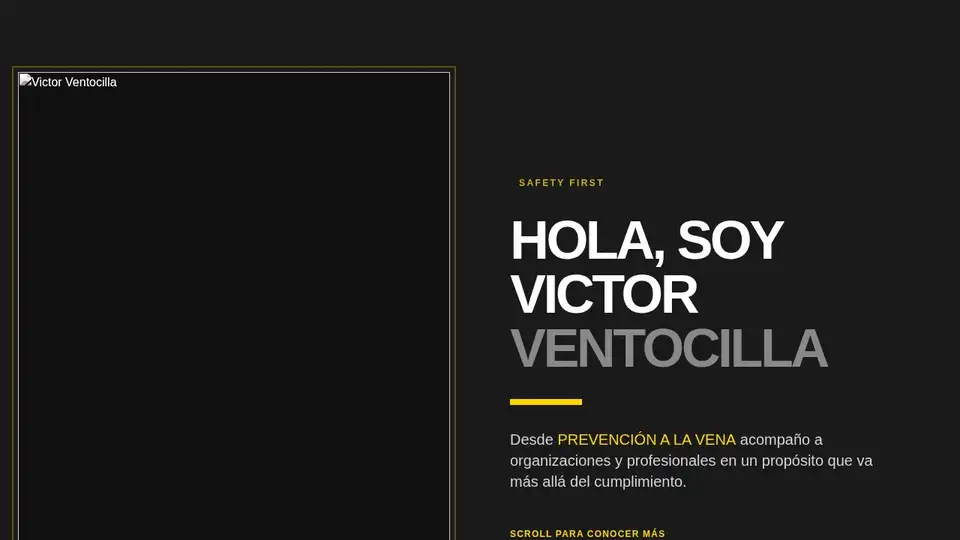 Victor Ventocilla
SAFETY FIRST
HOLA, SOY
VICTOR
VENTOCILLA
Desde PREVENCIÓN A LA VENA acompaño a
organizaciones y profesionales en un propósito que va
más allá del cumplimiento.
SCROLL PARA CONOCER MÁS